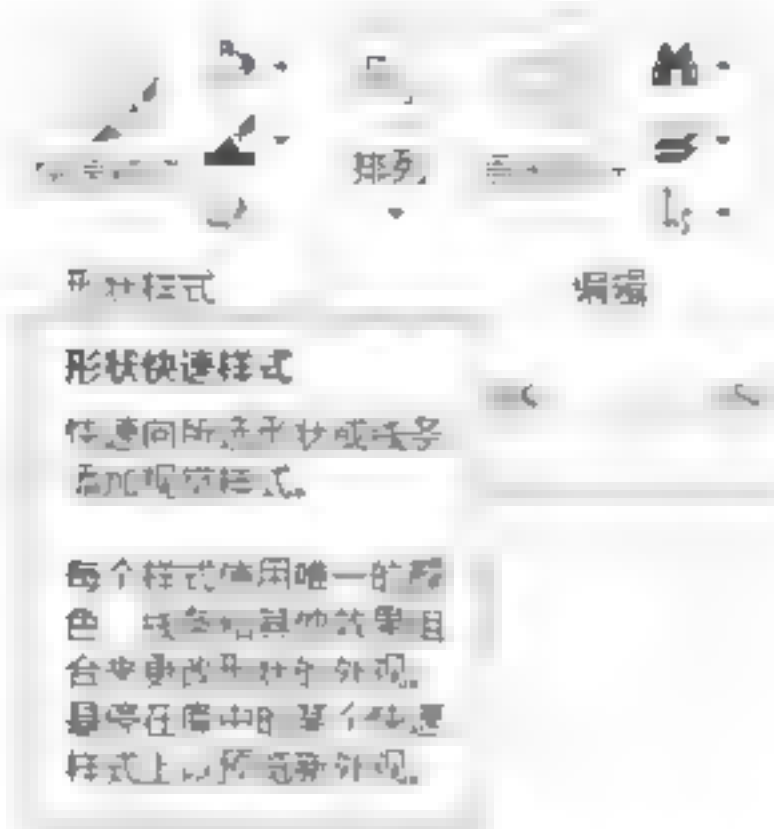 排列
形状样式
编辑
形状快速样式
快速向所选形状或线条
添加视觉样式。
每个样式使用唯一的颜
色 线条和其他效果组
合来更改形状的外观。
悬停在库中的某个快速
样式上以预览新外观。